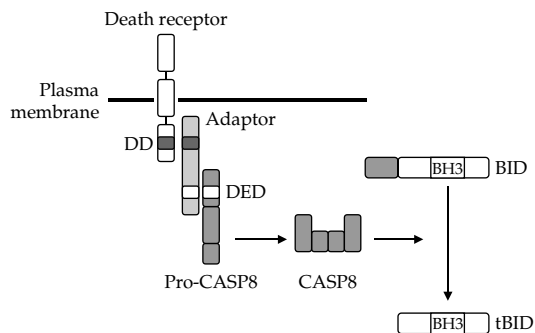 Death receptor
Plasma
membrane
Adaptor
DD
BH3
BID
DED
Pro-CASP8
CASP8
BH3
tBID